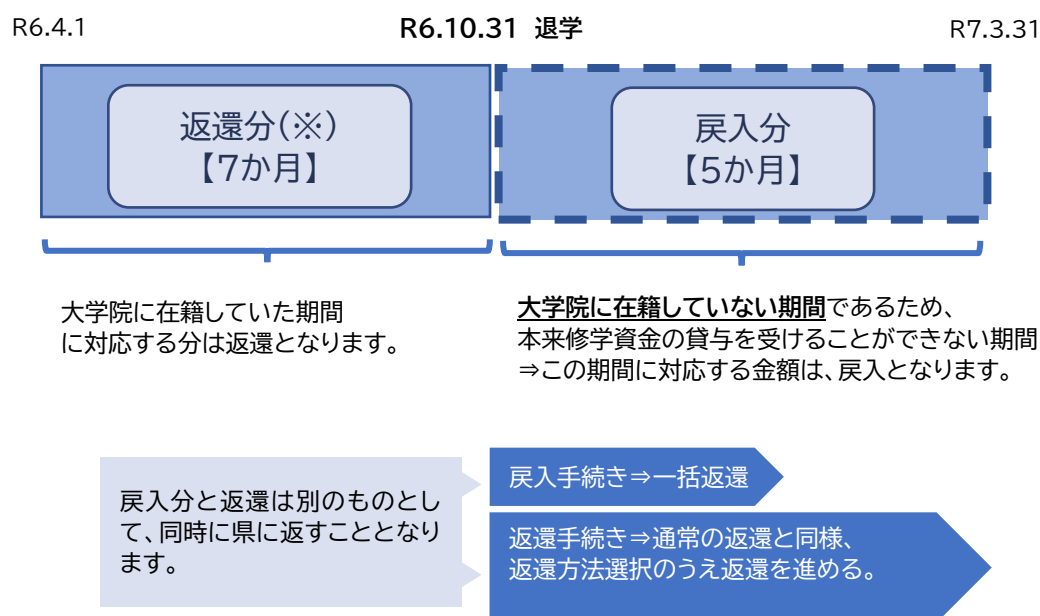 R6.4.1
R6.10.31 退学
R7.3.31
返還分(※)
【7か月】
戻入分
【5か月】
大学院に在籍していた期間
に対応する分は返還となります。
大学院に在籍していない期間であるため、
本来修学資金の貸与を受けることができない期間
⇒この期間に対応する金額は、戻入となります。
戻入分と返還は別のものとし
て、同時に県に返すこととなり
ます。
戻入手続き⇒一括返還
返還手続き⇒通常の返還と同様、
返還方法選択のうえ返還を進める。